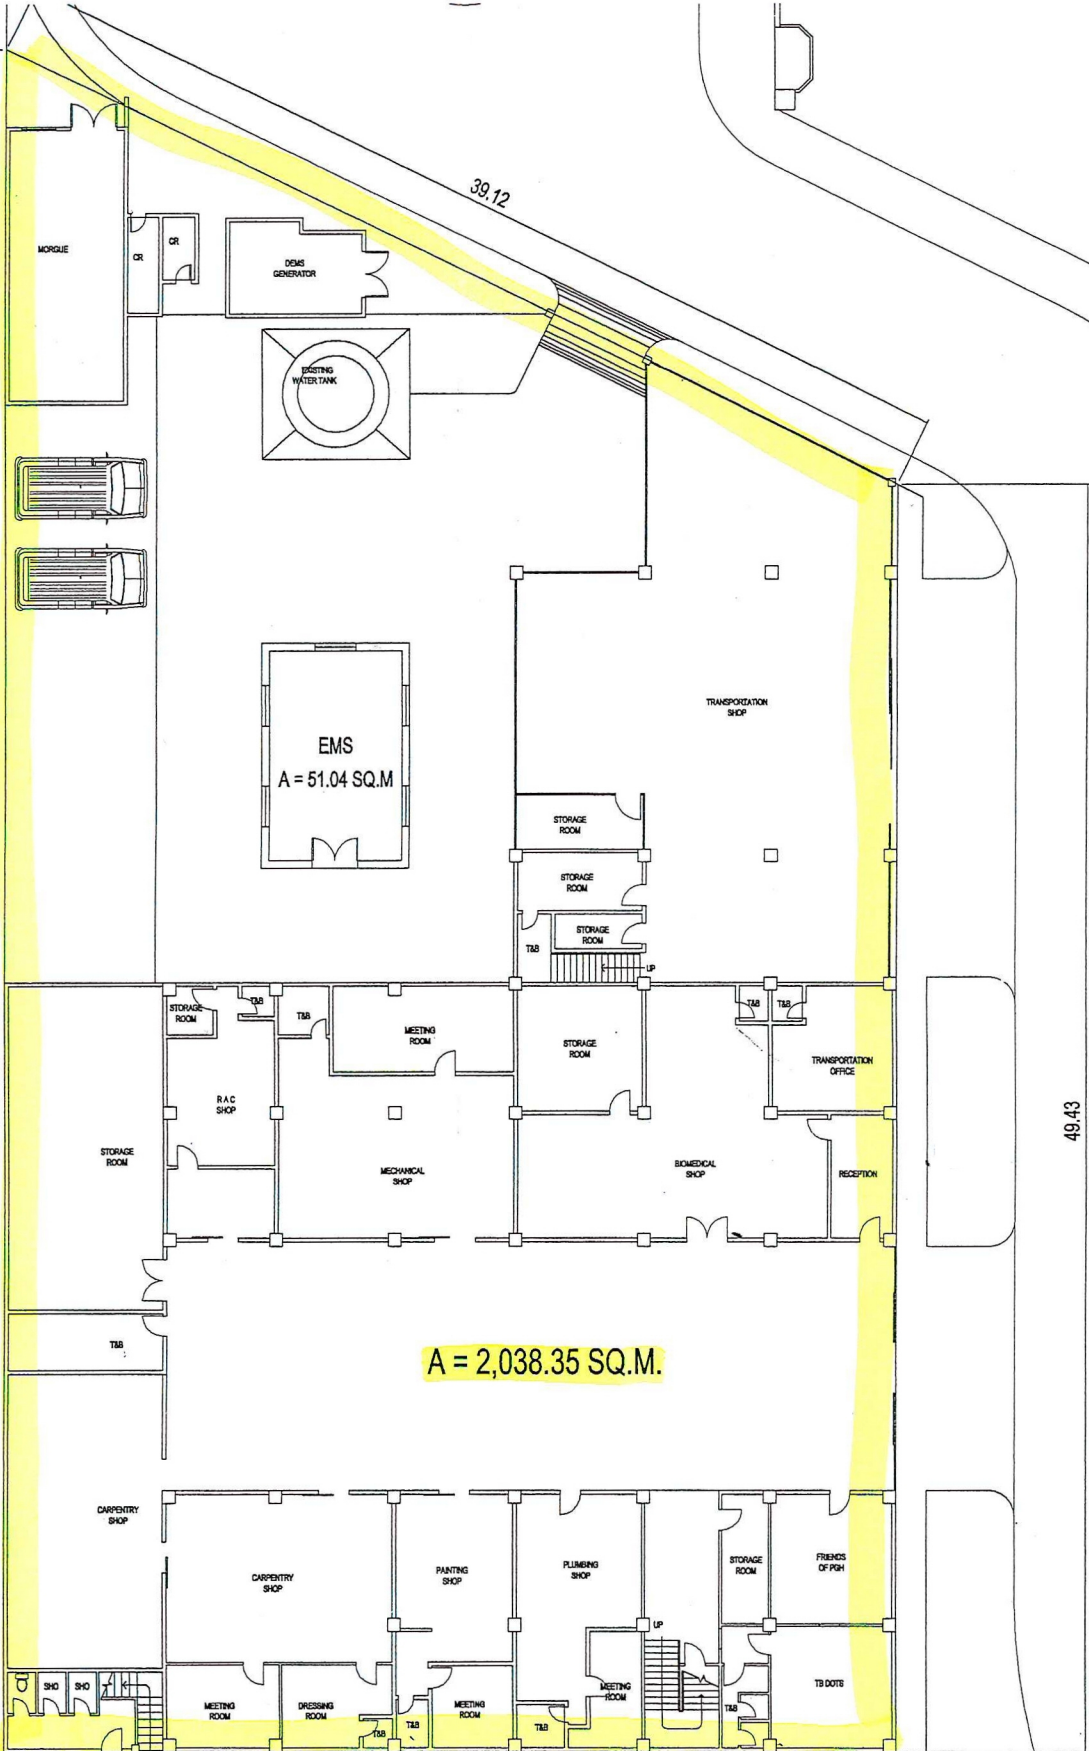 39.12
MORGUE
CR
CR
DEMS
GENERATOR
EXISTING
WATER TANK
TRANSPORTATION
SHOP
EMS
A = 51.04 SQ.M
STORAGE
ROOM
STORAGE
ROOM
STORAGE
ROOM
T&B
UP
STORAGE
ROOM
T&B
T&B
MEETING
ROOM
STORAGE
ROOM
T&B
T&B
TRANSPORTATION
OFFICE
R A C
SHOP
49.43
STORAGE
ROOM
MECHANICAL
SHOP
BIOMEDICAL
SHOP
RECEPTION
T&B
A = 2,038.35 SQ.M.
CARPENTRY
SHOP
CARPENTRY
SHOP
PAINTING
SHOP
PLUMBING
SHOP
STORAGE
ROOM
FRIENDS
OF PGH
UP
SHO
SHO
MEETING
ROOM
DRESSING
ROOM
T&B
T&B
MEETING
ROOM
T&B
MEETING
ROOM
T&B
TB DOTS